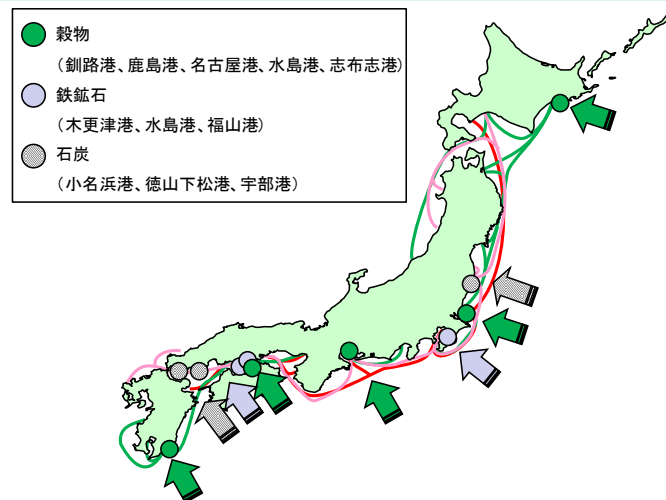 穀物
（釧路港、鹿島港、名古屋港、水島港、志布志港）
鉄鉱石
（木更津港、水島港、福山港）
石炭
（小名浜港、徳山下松港、宇部港）